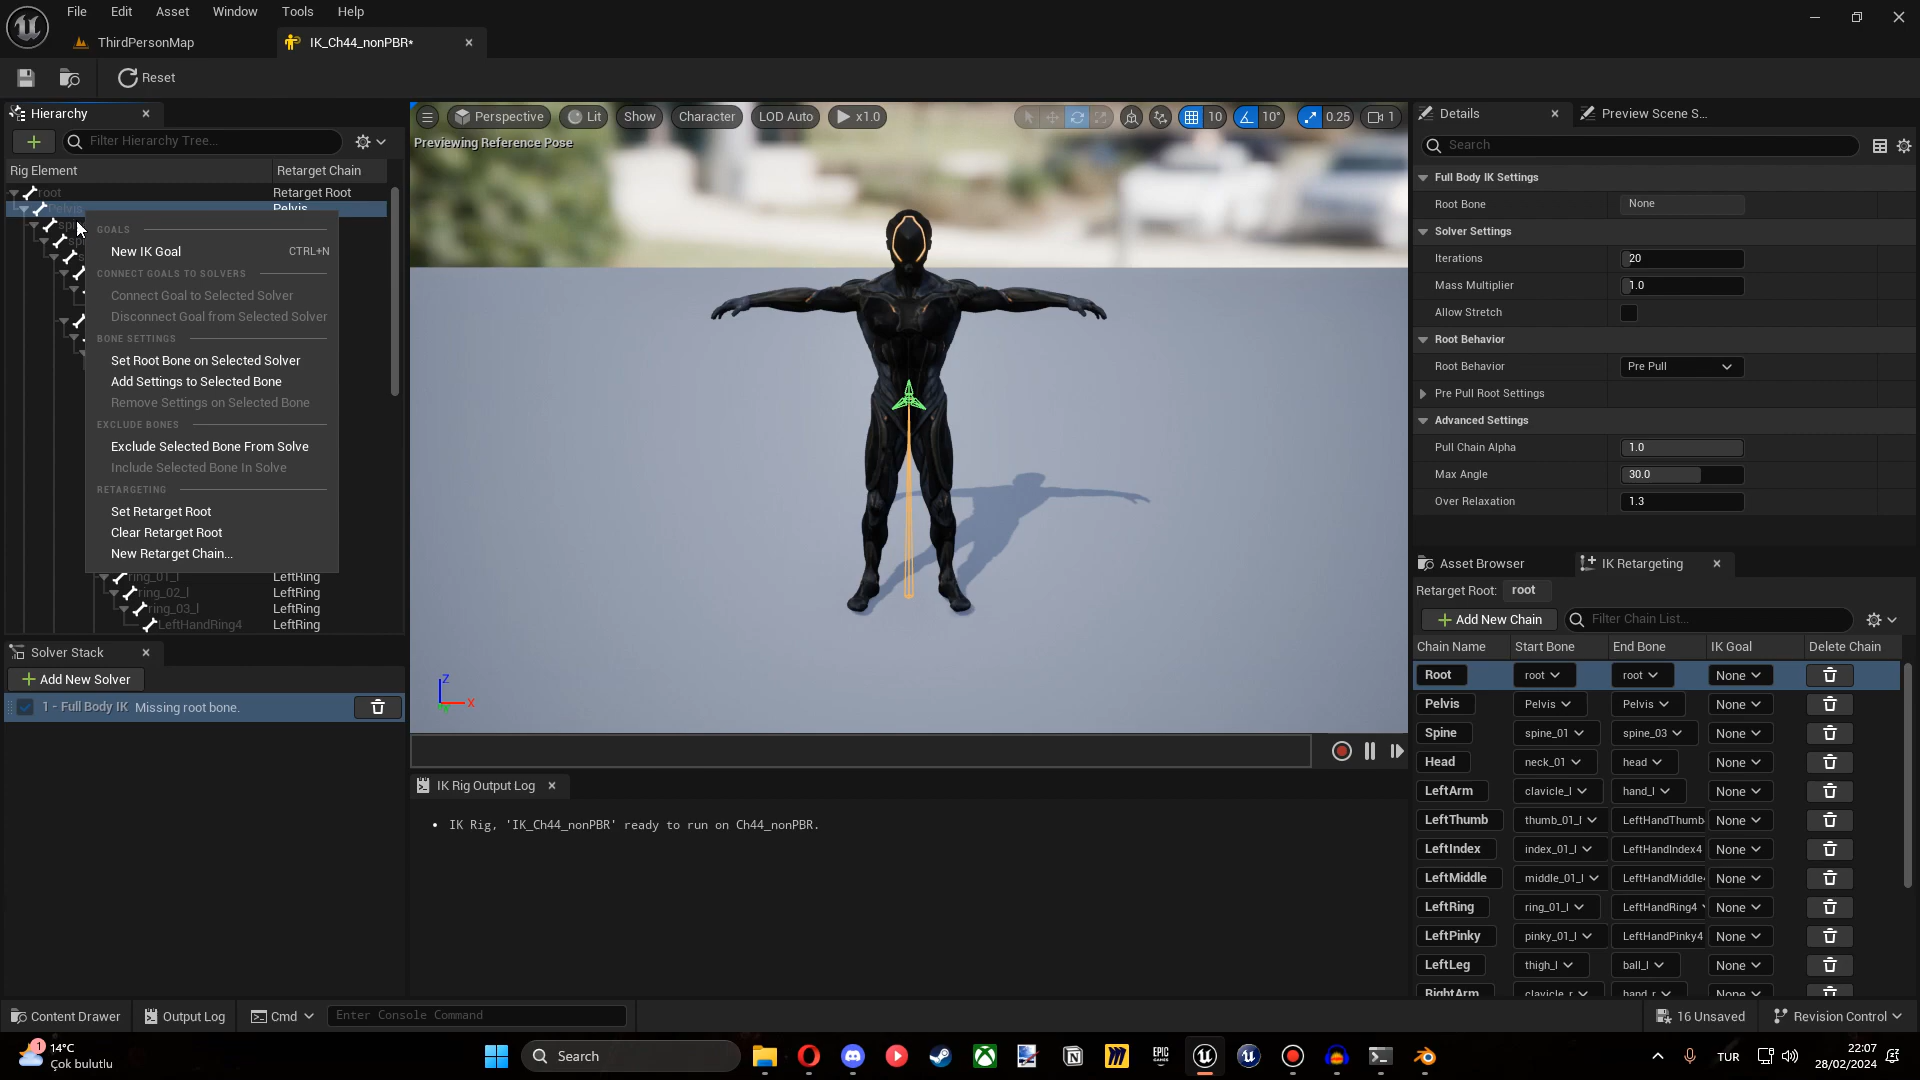 File Edit Asset Window Tools Help
ThirdPersonMap
IK_Ch44_nonPBR*
Reset
Hierarchy
Filter Hierarchy Tree...
Rig Element
Retarget Chain
root
Retarget Root
Pelvis
Pelvis
GOALS
New IK Goal
CTRL+N
CONNECT GOALS TO SOLVERS
Connect Goal to Selected Solver
Disconnect Goal from Selected Solver
BONE SETTINGS
Set Root Bone on Selected Solver
Add Settings to Selected Bone
Remove Settings on Selected Bone
EXCLUDE BONES
Exclude Selected Bone From Solve
Include Selected Bone In Solve
RETARGETING
Set Retarget Root
Clear Retarget Root
New Retarget Chain...
ring_01_l
LeftRing
ring_02_l
LeftRing
ring_03_l
LeftRing
LeftHandRing4
LeftRing
Solver Stack
Add New Solver
1 - Full Body IK Missing root bone.
Perspective Lit Show Character LOD Auto x1.0
10 10° 0.25 1
Previewing Reference Pose
Z
X
IK Rig Output Log
• IK Rig, 'IK_Ch44_nonPBR' ready to run on Ch44_nonPBR.
Details
Preview Scene S...
Search
Full Body IK Settings
Root Bone None
Solver Settings
Iterations 20
Mass Multiplier 1.0
Allow Stretch
Root Behavior
Root Behavior Pre Pull
Pre Pull Root Settings
Advanced Settings
Pull Chain Alpha 1.0
Max Angle 30.0
Over Relaxation 1.3
Asset Browser
IK Retargeting
Retarget Root: root
Add New Chain
Filter Chain List...
Chain Name Start Bone End Bone IK Goal Delete Chain
Root root root None
Pelvis Pelvis Pelvis None
Spine spine_01 spine_03 None
Head neck_01 head None
LeftArm clavicle_l hand_l None
LeftThumb thumb_01_l LeftHandThumb None
LeftIndex index_01_l LeftHandIndex4 None
LeftMiddle middle_01_l LeftHandMiddle None
LeftRing ring_01_l LeftHandRing4 None
LeftPinky pinky_01_l LeftHandPinky4 None
LeftLeg thigh_l ball_l None
RightArm clavicle_r hand_r None
Content Drawer Output Log Cmd Enter Console Command
16 Unsaved Revision Control
1
14°C
Çok bulutlu
Search
EPIC GAMES
TUR
22:07
28/02/2024